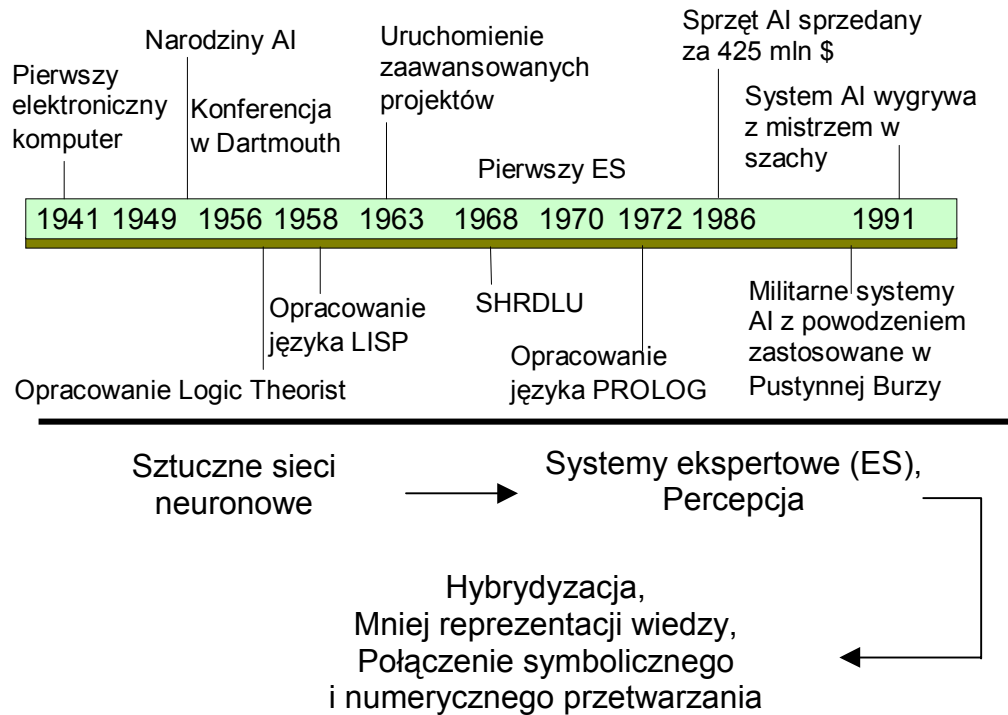 Narodziny AI
Pierwszy
elektroniczny
komputer
Konferencja
w Dartmouth
Uruchomienie
zaawansowanych
projektów
Pierwszy ES
Sprzęt AI sprzedany
za 425 mln $
System AI wygrywa
z mistrzem w
szachy
1941 1949 1956 1958 1963 1968 1970 1972 1986 1991
Opracowanie Logic Theorist
Opracowanie
języka LISP
SHRDLU
Opracowanie
języka PROLOG
Militarne systemy
AI z powodzeniem
zastosowane w
Pustynnej Burzy
Sztuczne sieci
neuronowe
Systemy ekspertowe (ES),
Percepcja
Hybrydyzacja,
Mniej reprezentacji wiedzy,
Połączenie symbolicznego
i numerycznego przetwarzania